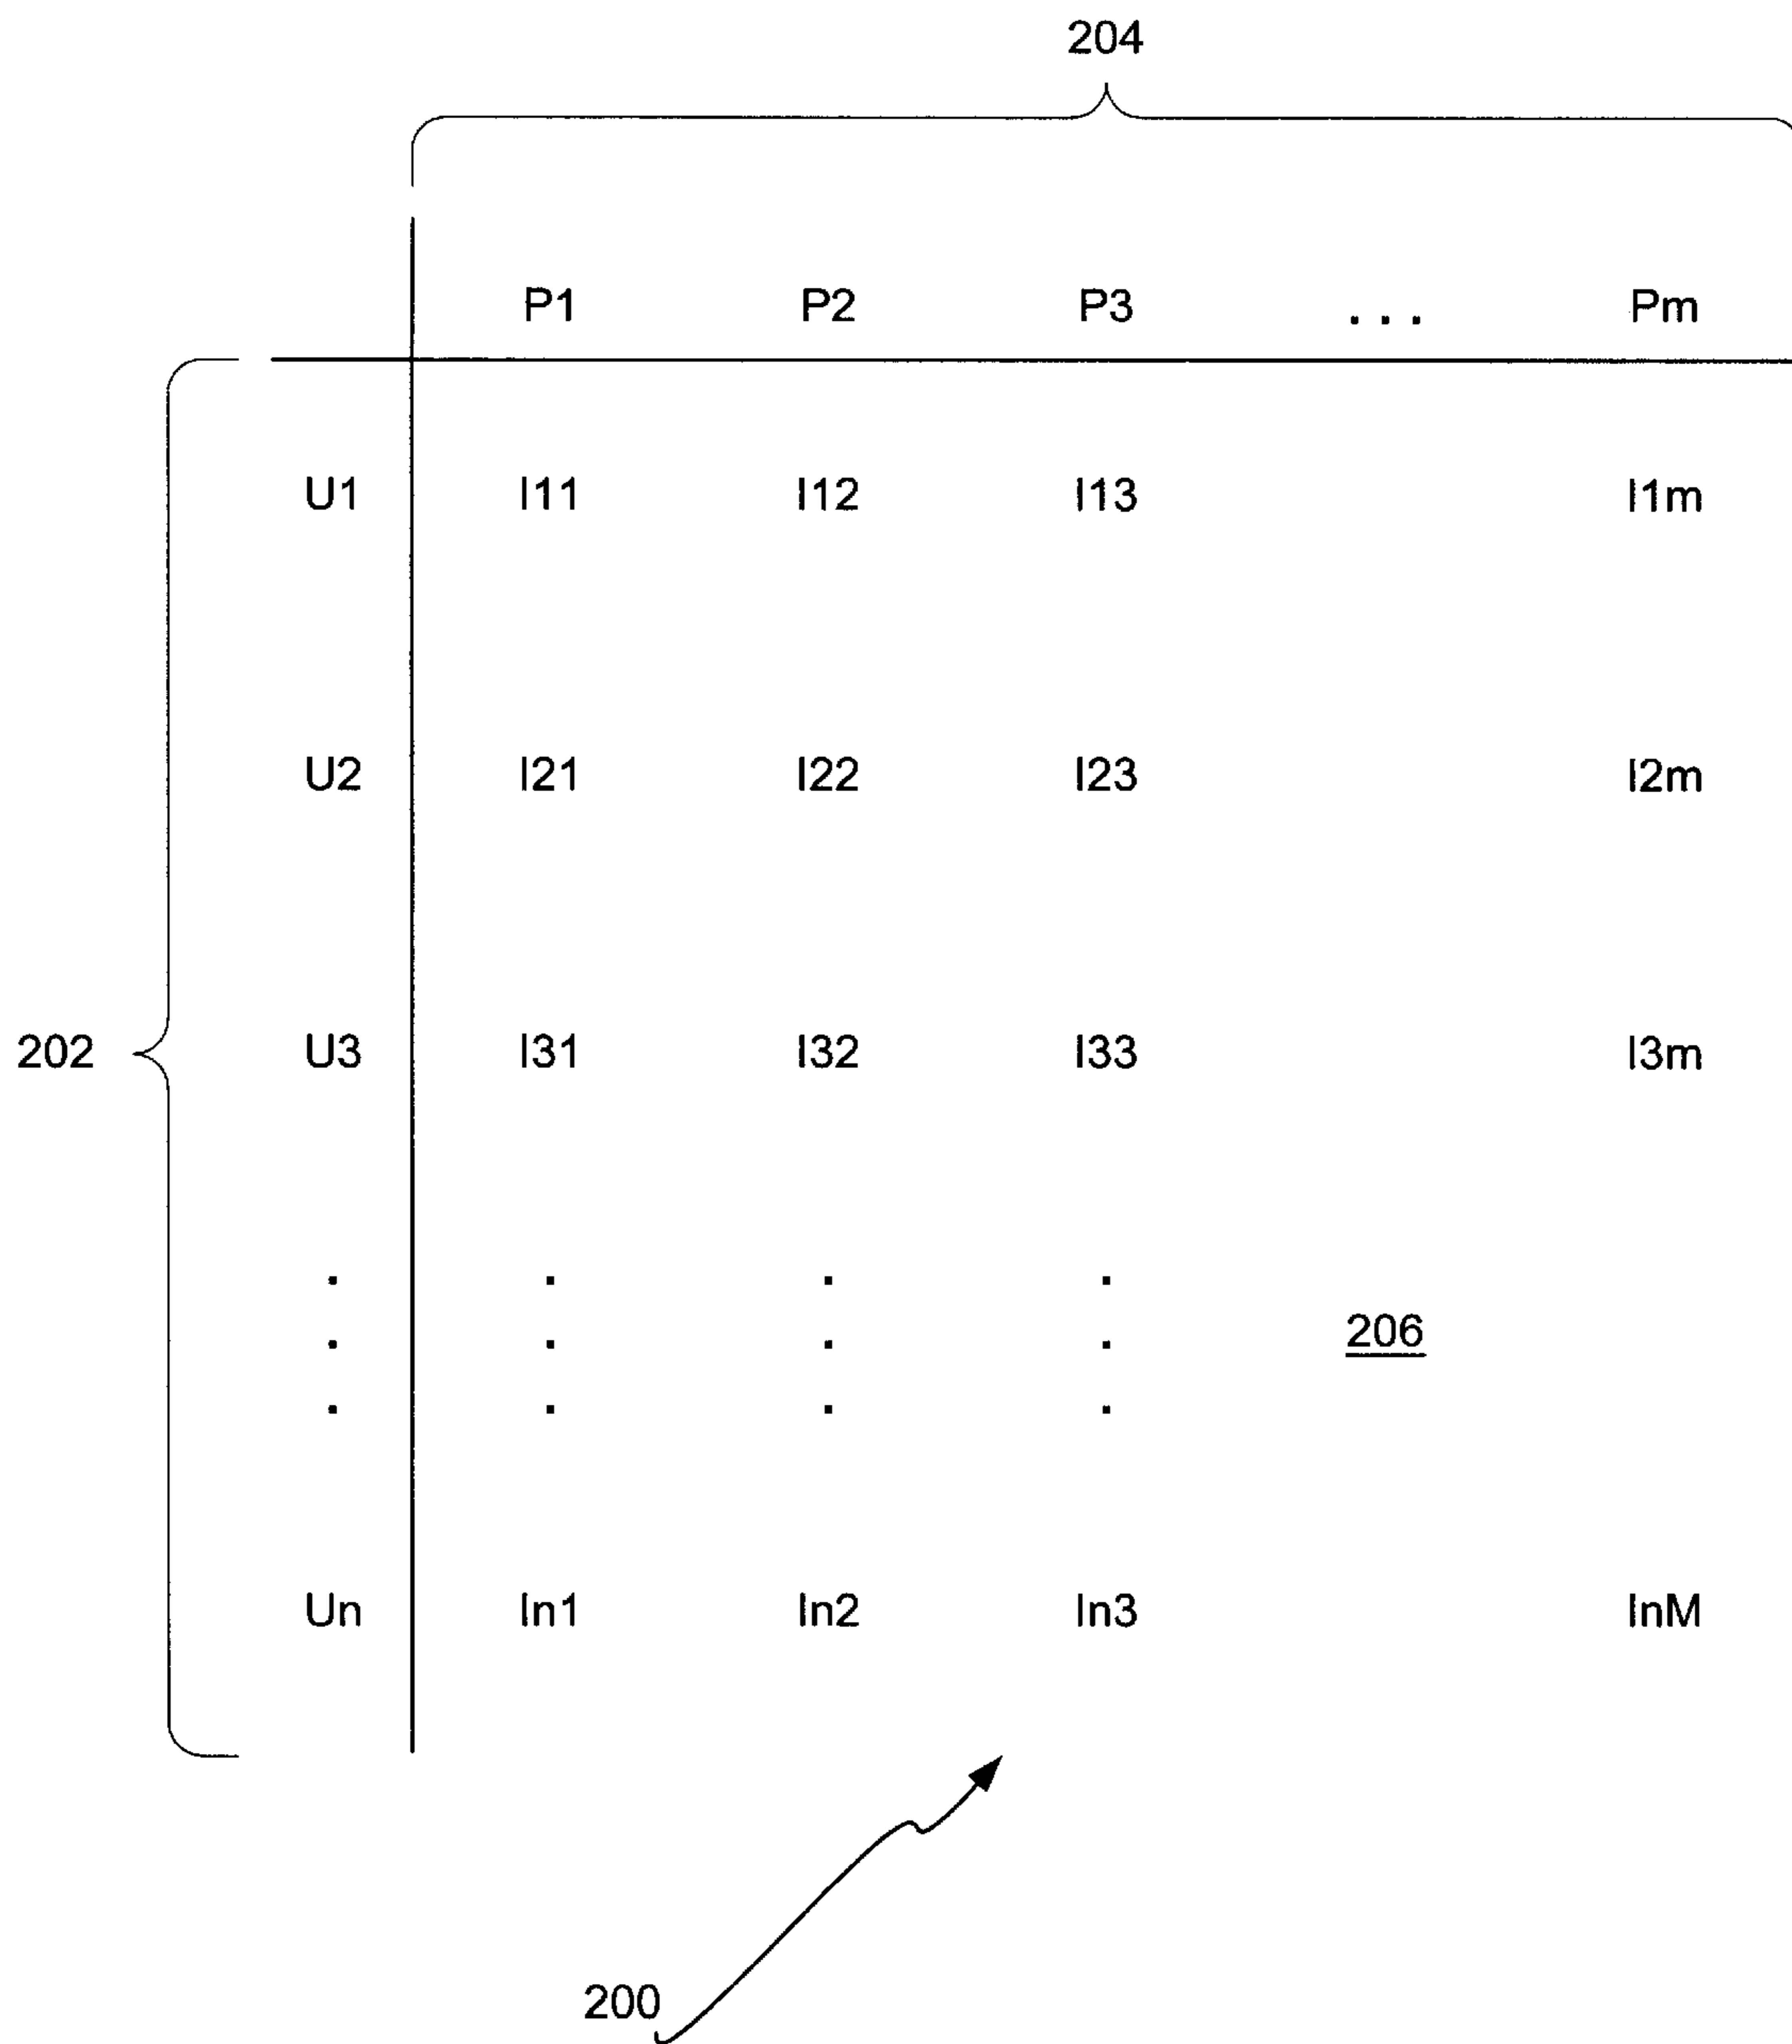 204
P1 P2 P3 . . . Pm
U1 I11 I12 I13 I1m
U2 I21 I22 I23 I2m
202 U3 I31 I32 I33 I3m
. . . .
. . . . 206
. . . .
Un In1 In2 In3 InM
200